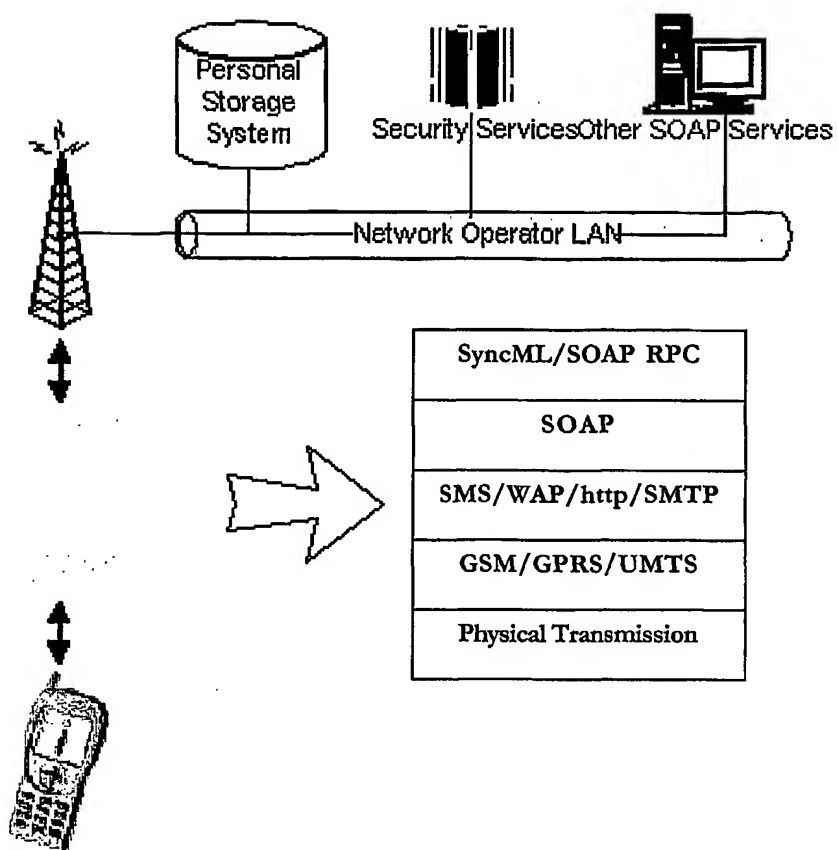 Personal
Storage
System
Security Services
Other SOAP Services
Network Operator LAN
SyncML/SOAP RPC
SOAP
SMS/WAP/http/SMTP
GSM/GPRS/UMTS
Physical Transmission